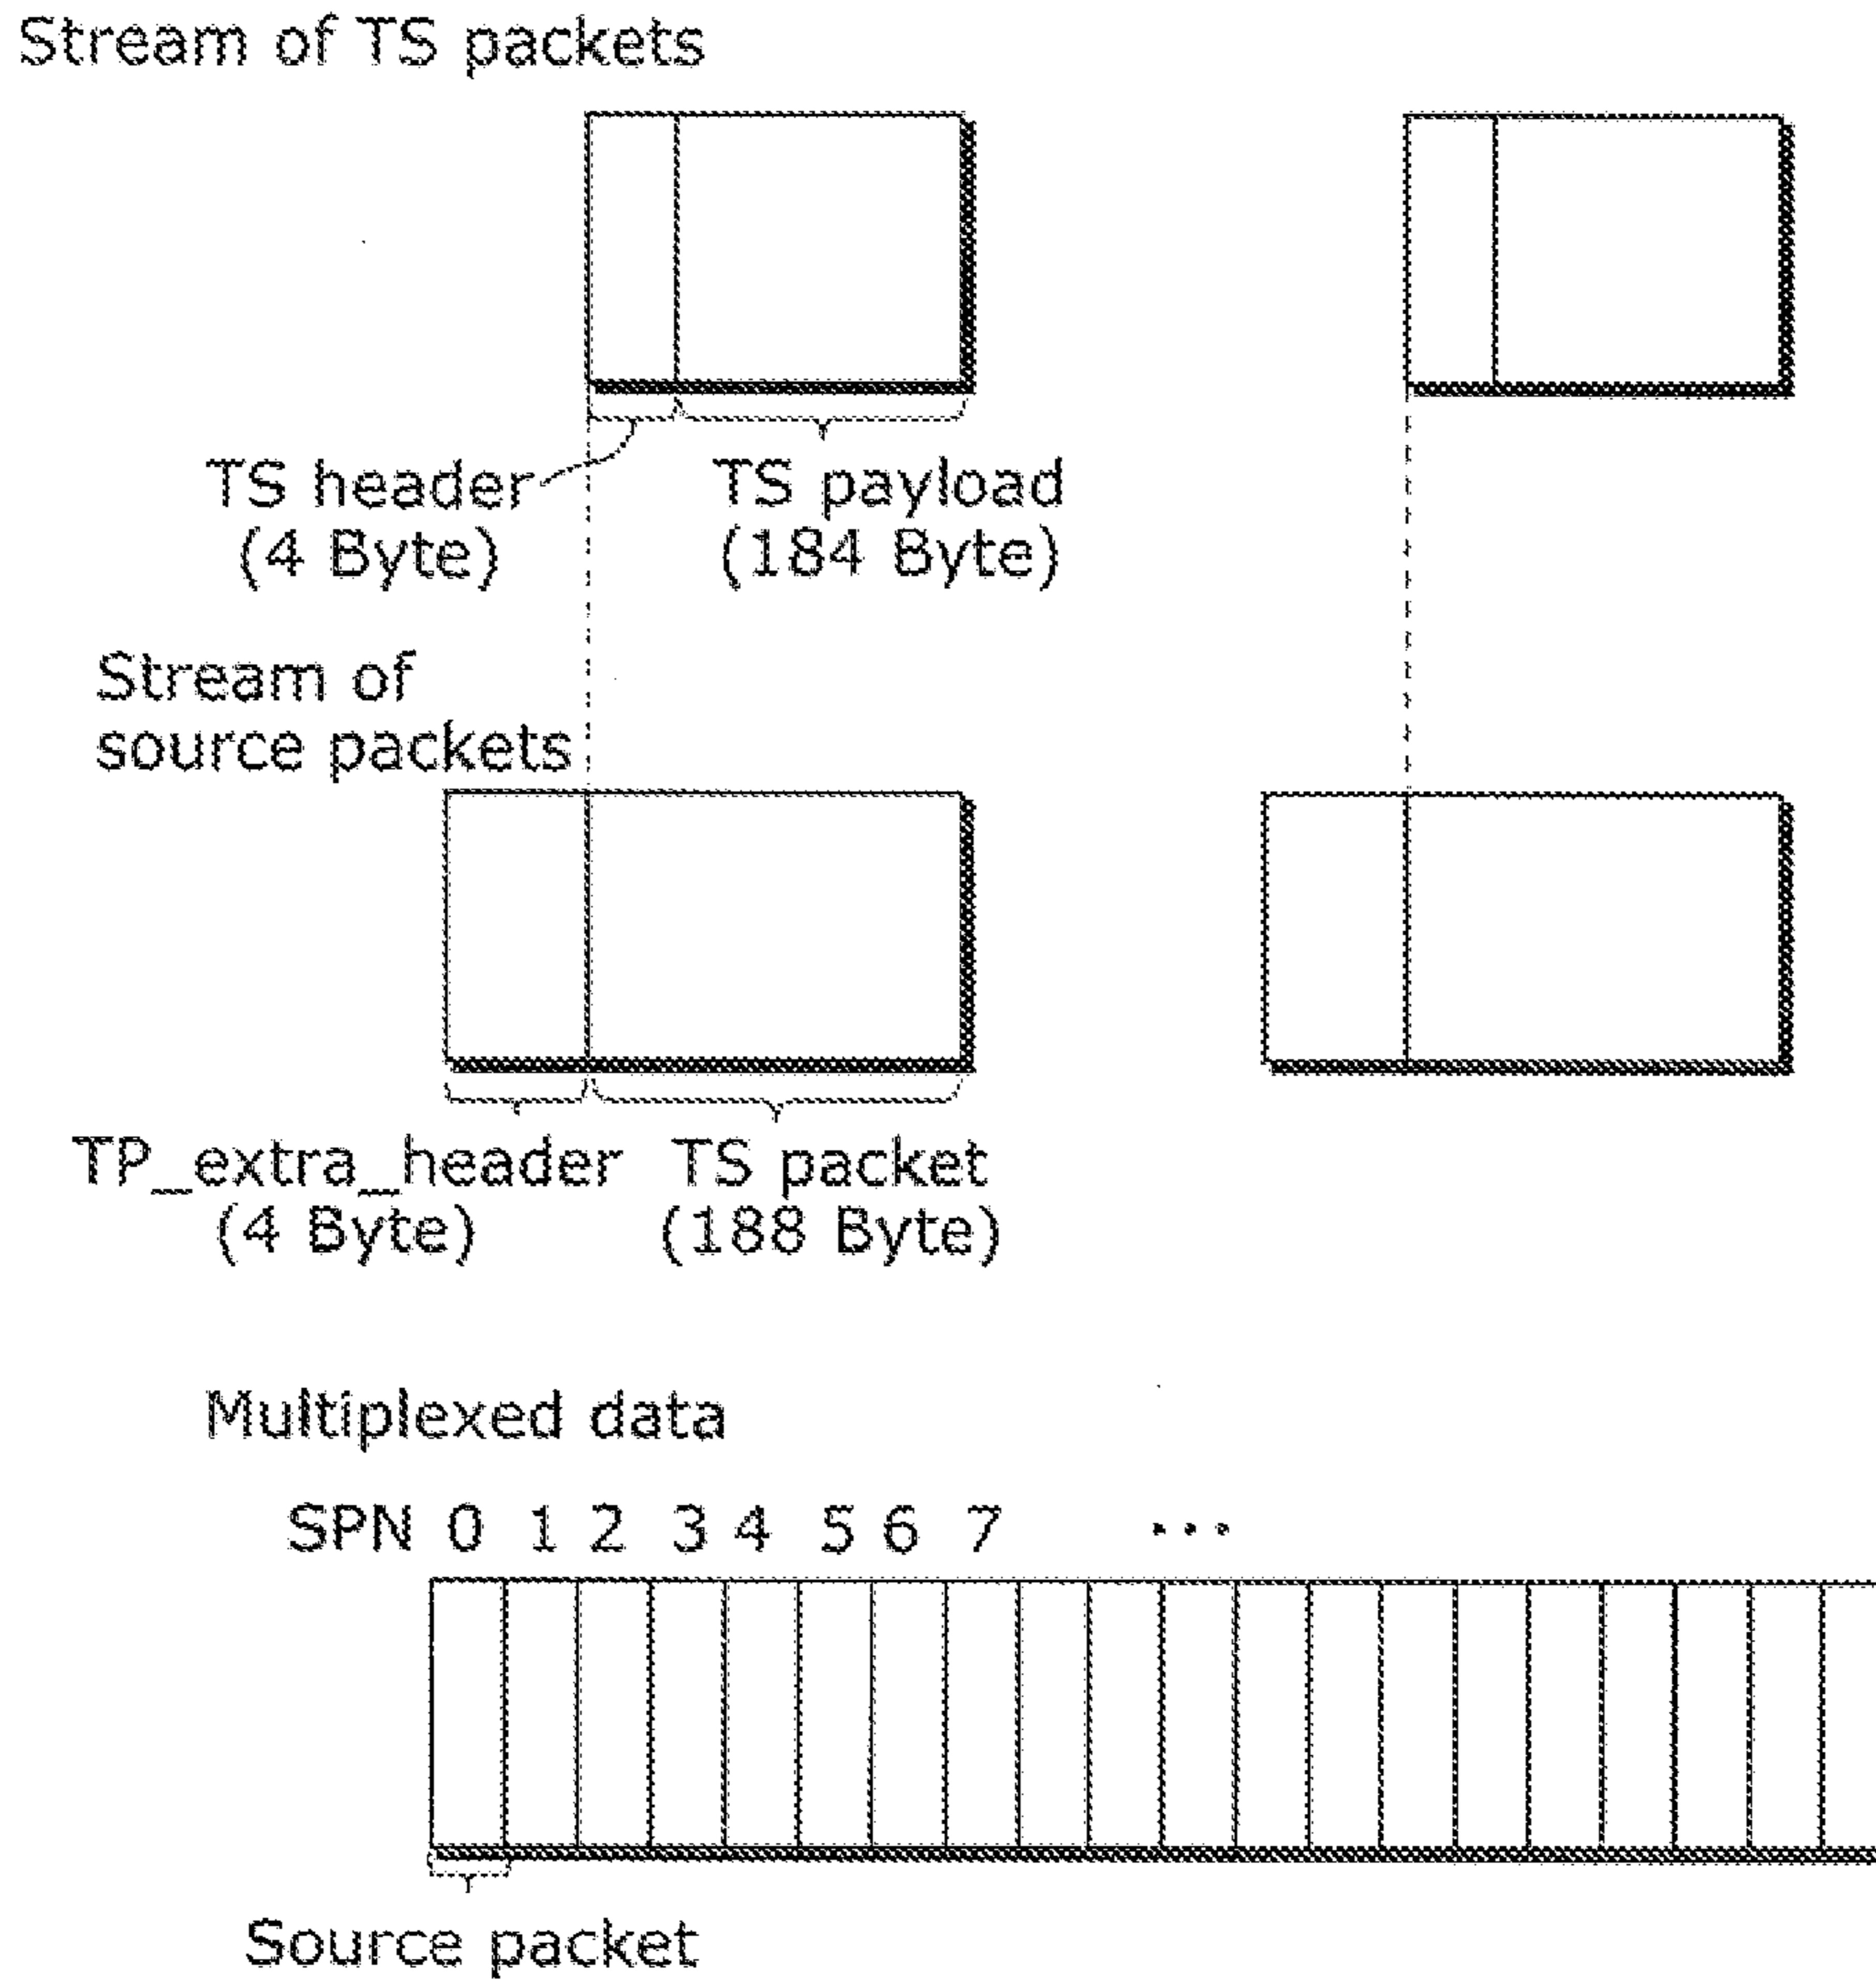 Stream of TS packets
TS header
(4 Byte)
TS payload
(184 Byte)
Stream of
source packets
TP_extra_header
(4 Byte)
TS packet
(188 Byte)
Multiplexed data
SPN 0 1 2 3 4 5 6 7 ...
Source packet